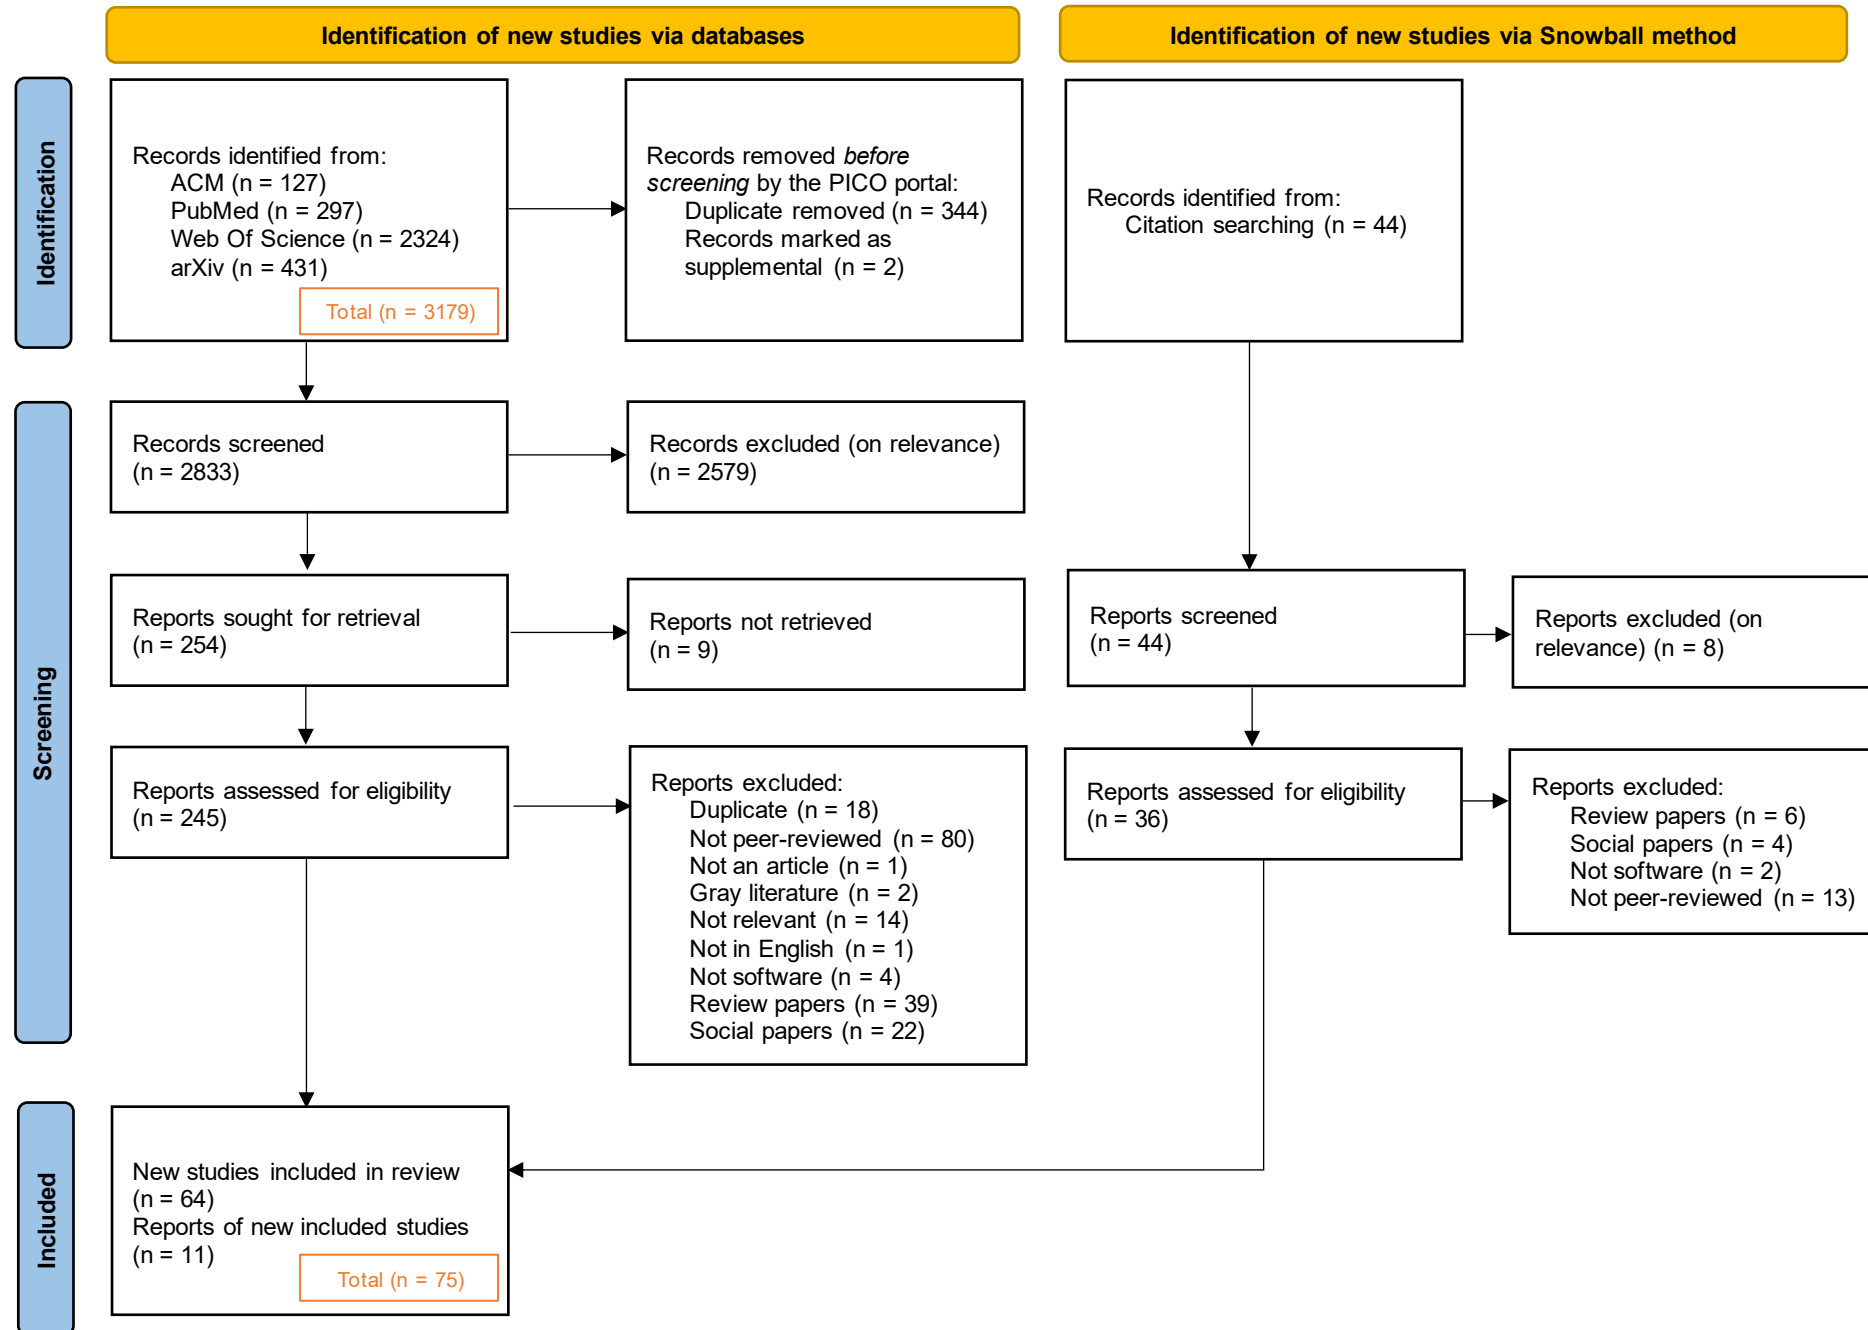 Identification of new studies via databases
Identification of new studies via Snowball method
Identification
Records identified from:
ACM (n = 127)
PubMed (n = 297)
Web Of Science (n = 2324)
arXiv (n = 431)
Total (n = 3179)
Records removed before
screening by the PICO portal:
Duplicate removed (n = 344)
Records marked as
supplemental (n = 2)
Records identified from:
Citation searching (n = 44)
Screening
Records screened
(n = 2833)
Records excluded (on relevance)
(n = 2579)
Reports sought for retrieval
(n = 254)
Reports not retrieved
(n = 9)
Reports screened
(n = 44)
Reports excluded (on
relevance) (n = 8)
Reports assessed for eligibility
(n = 245)
Reports excluded:
Duplicate (n = 18)
Not peer-reviewed (n = 80)
Not an article (n = 1)
Gray literature (n = 2)
Not relevant (n = 14)
Not in English (n = 1)
Not software (n = 4)
Review papers (n = 39)
Social papers (n = 22)
Reports assessed for eligibility
(n = 36)
Reports excluded:
Review papers (n = 6)
Social papers (n = 4)
Not software (n = 2)
Not peer-reviewed (n = 13)
Included
New studies included in review
(n = 64)
Reports of new included studies
(n = 11)
Total (n = 75)